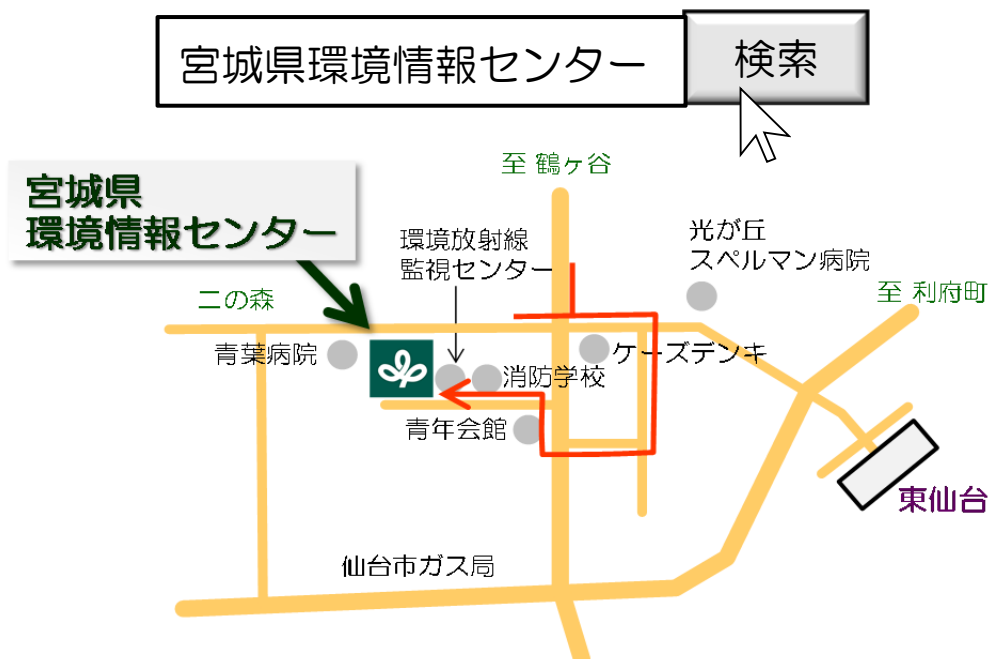 宮城県環境情報センター
検索
至 鶴ヶ谷
宮城県
環境情報センター
環境放射線
監視センター
光が丘
スペルマン病院
二の森
至 利府町
青葉病院
ケーズデンキ
消防学校
青年会館
東仙台
仙台市ガス局